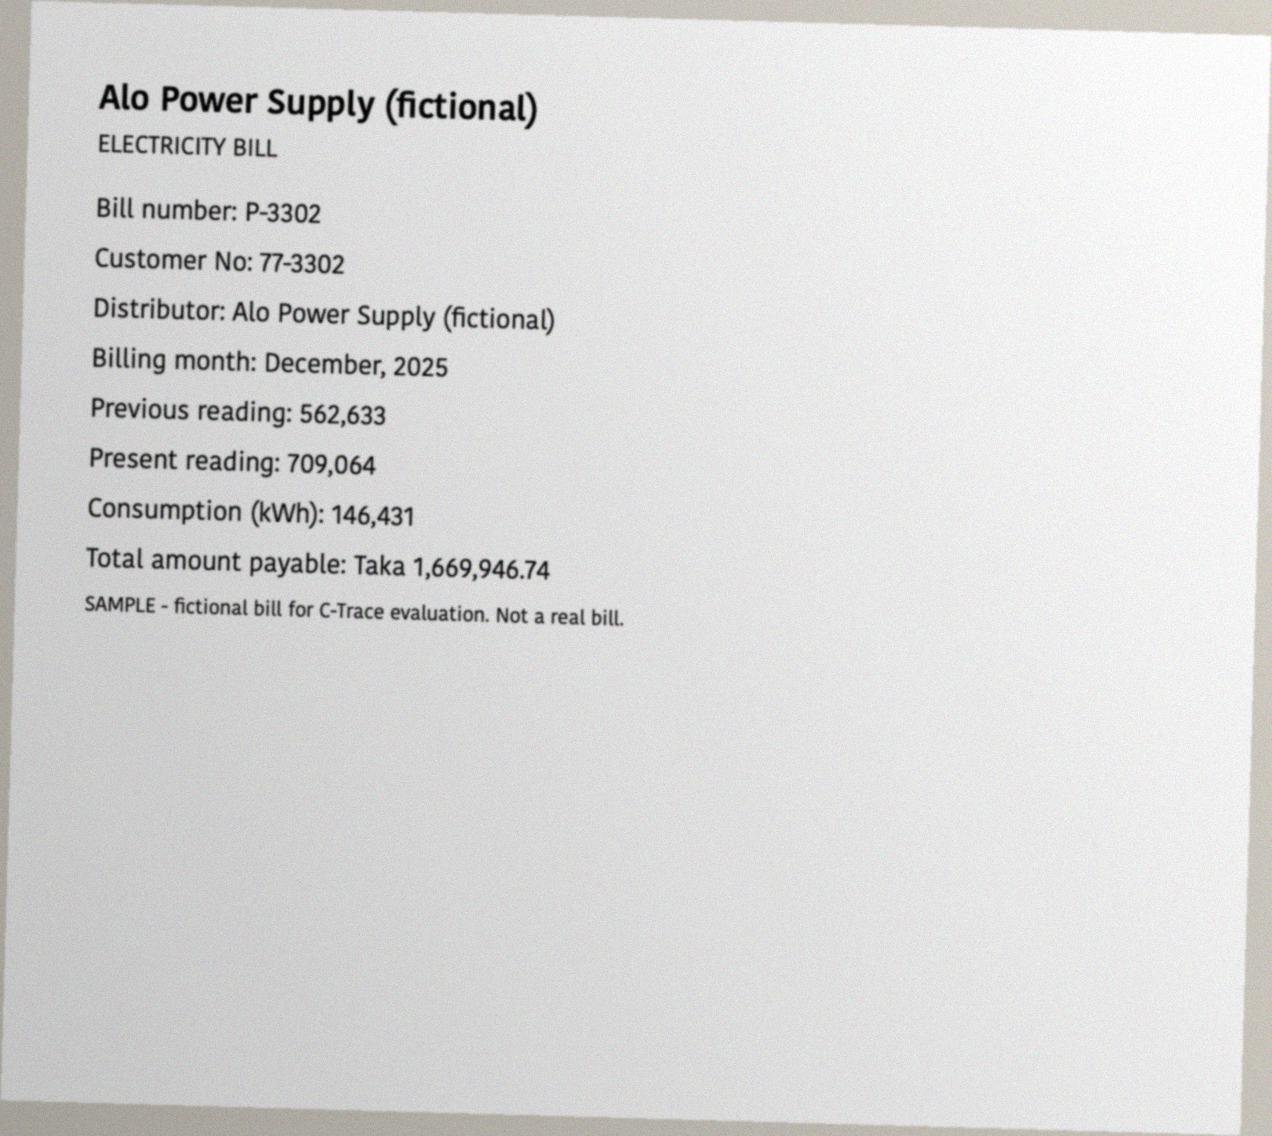 Alo Power Supply (fictional)
ELECTRICITY BILL
Bill number: P-3302
Customer No: 77-3302
Distributor: Alo Power Supply (fictional)
Billing month: December, 2025
Previous reading: 562,633
Present reading: 709,064
Consumption (kWh): 146,431
Total amount payable: Taka 1,669,946.74
SAMPLE - fictional bill for C-Trace evaluation. Not a real bill.